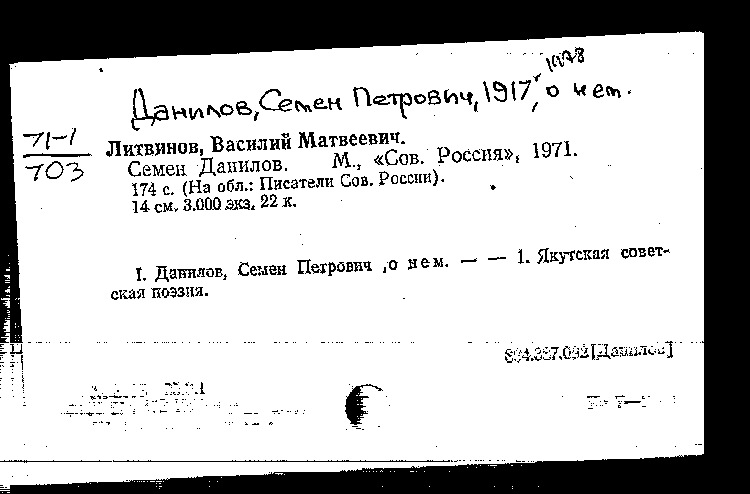 1978
Данилов, Семен Петрович, 1917, о нем.
71-1
703
Литвинов, Василий Матвеевич.
Семен Данилов. М., «Сов. Россия», 1971.
174 с. (На обл.: Писатели Сов. России).
14 см. 3.000 экз. 22 к.
I. Данилов, Семен Петрович, о нем. — — 1. Якутская совет-
ская поэзия.
[Данилов]